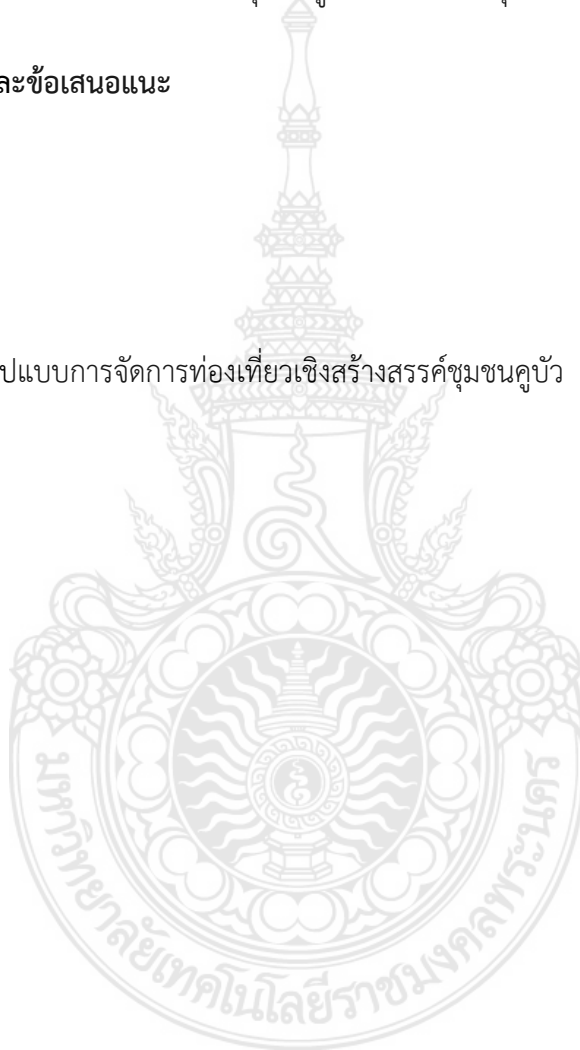 ละข้อเสนอแนะ
ปแบบการจัดการท่องเที่ยวเชิงสร้างสรรค์ชุมชนคูบัว
มหาวิทยาลัยเทคโนโลยีราชมงคลพระนคร